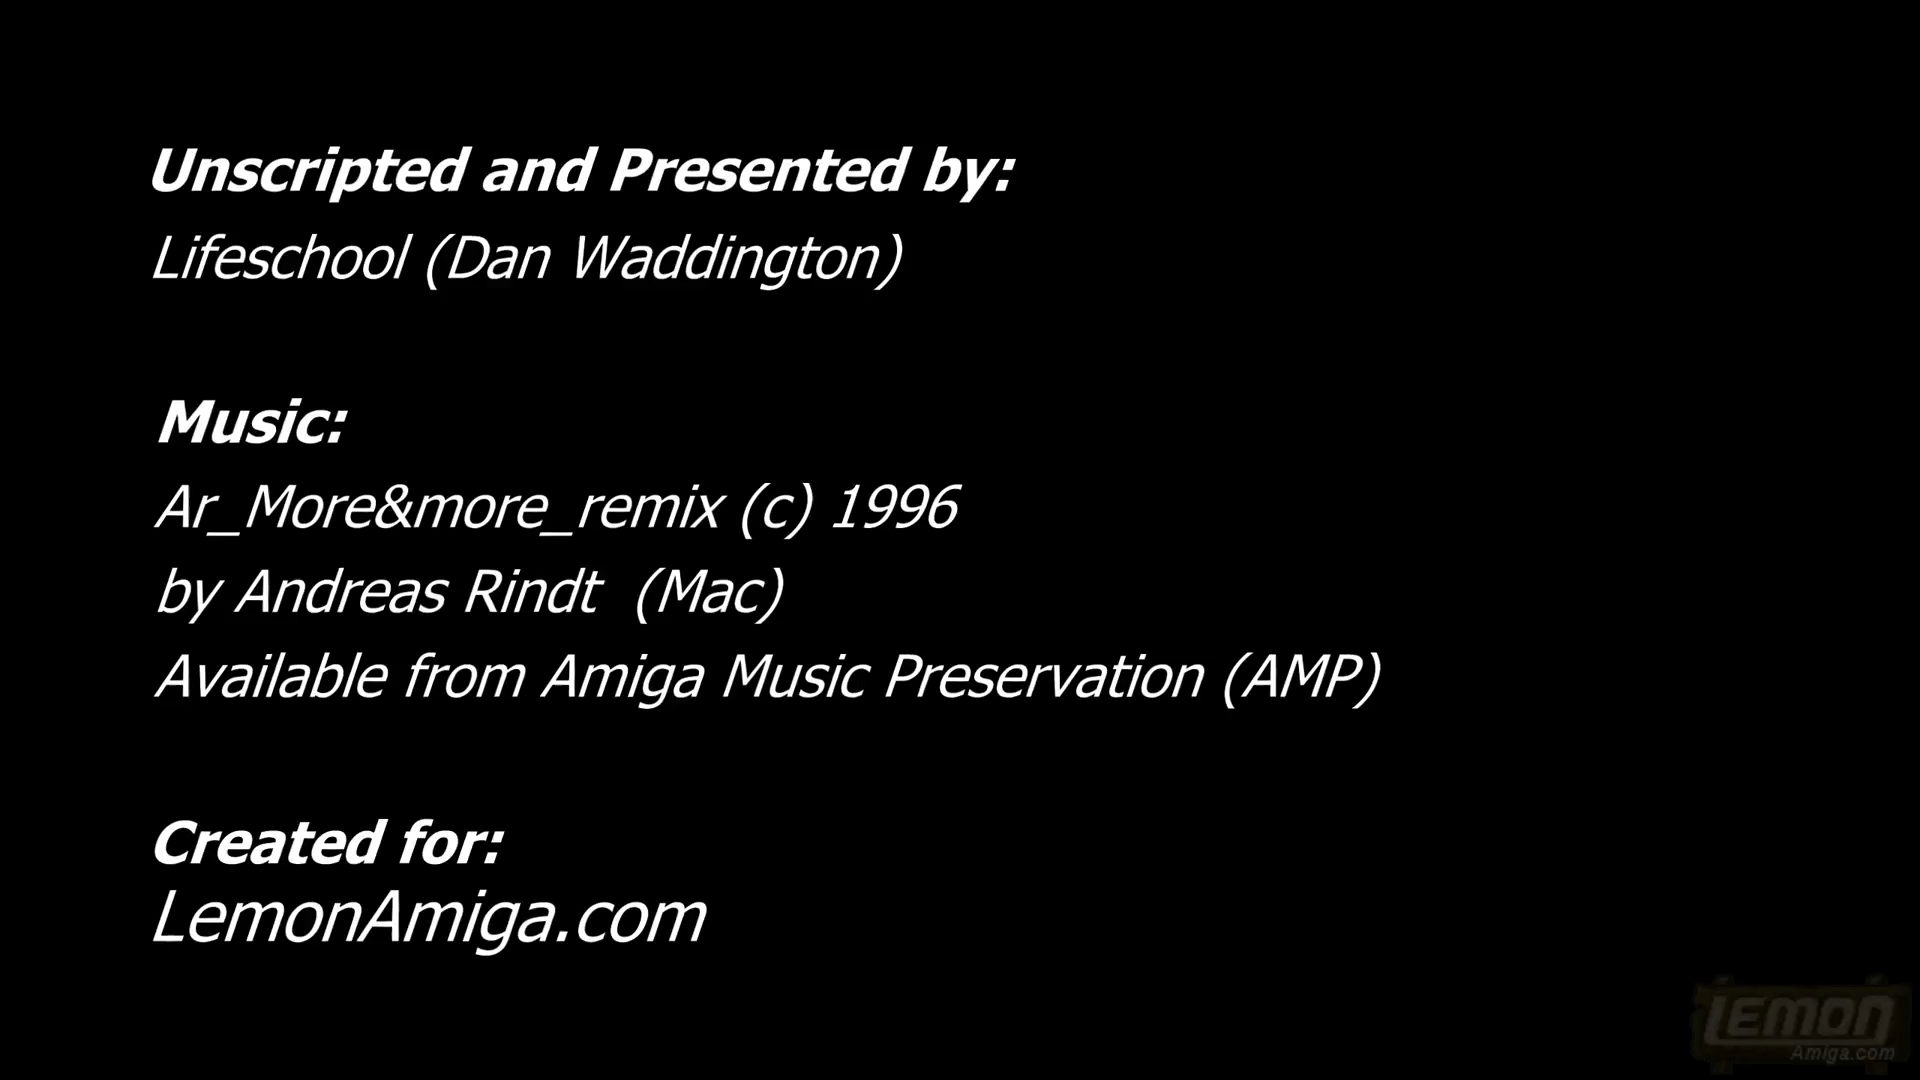 Unscripted and Presented by:
Lifeschool (Dan Waddington)
Music:
Ar_More&more_remix (c) 1996
by Andreas Rindt  (Mac)
Available from Amiga Music Preservation (AMP)
Created for:
LemonAmiga.com
LEMON
Amiga.com